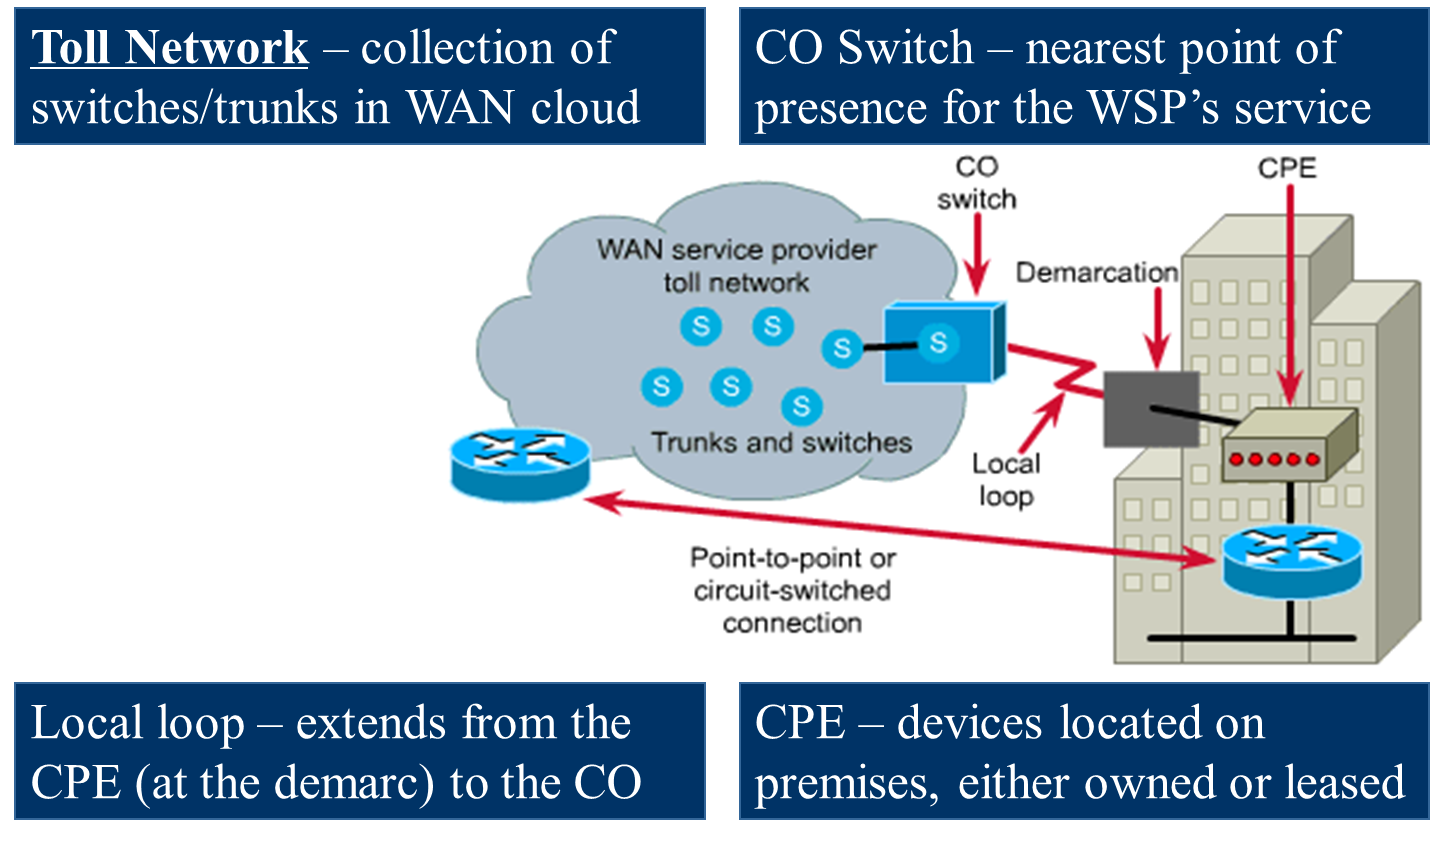 Toll Network – collection of
switches/trunks in WAN cloud
CO Switch – nearest point of
presence for the WSP’s service
CO
switch
CPE
WAN service provider
toll network
Demarcation
S
S
S
S
S
S
S
Trunks and switches
Local
loop
Point-to-point or
circuit-switched
connection
Local loop – extends from the
CPE (at the demarc) to the CO
CPE – devices located on
premises, either owned or leased